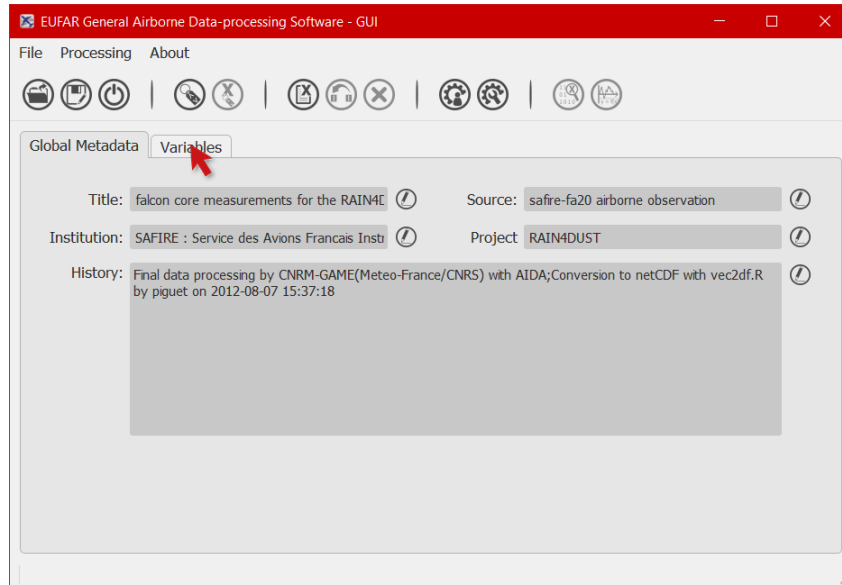 EUFAR General Airborne Data-processing Software - GUI
File Processing About
Global Metadata Variables
Title: falcon core measurements for the RAIN4D Source: safire-fa20 airborne observation
Institution: SAFIRE : Service des Avions Francais Instr Project RAIN4DUST
History: Final data processing by CNRM-GAME(Meteo-France/CNRS) with AIDA;Conversion to netCDF with vec2df.R
by piguet on 2012-08-07 15:37:18